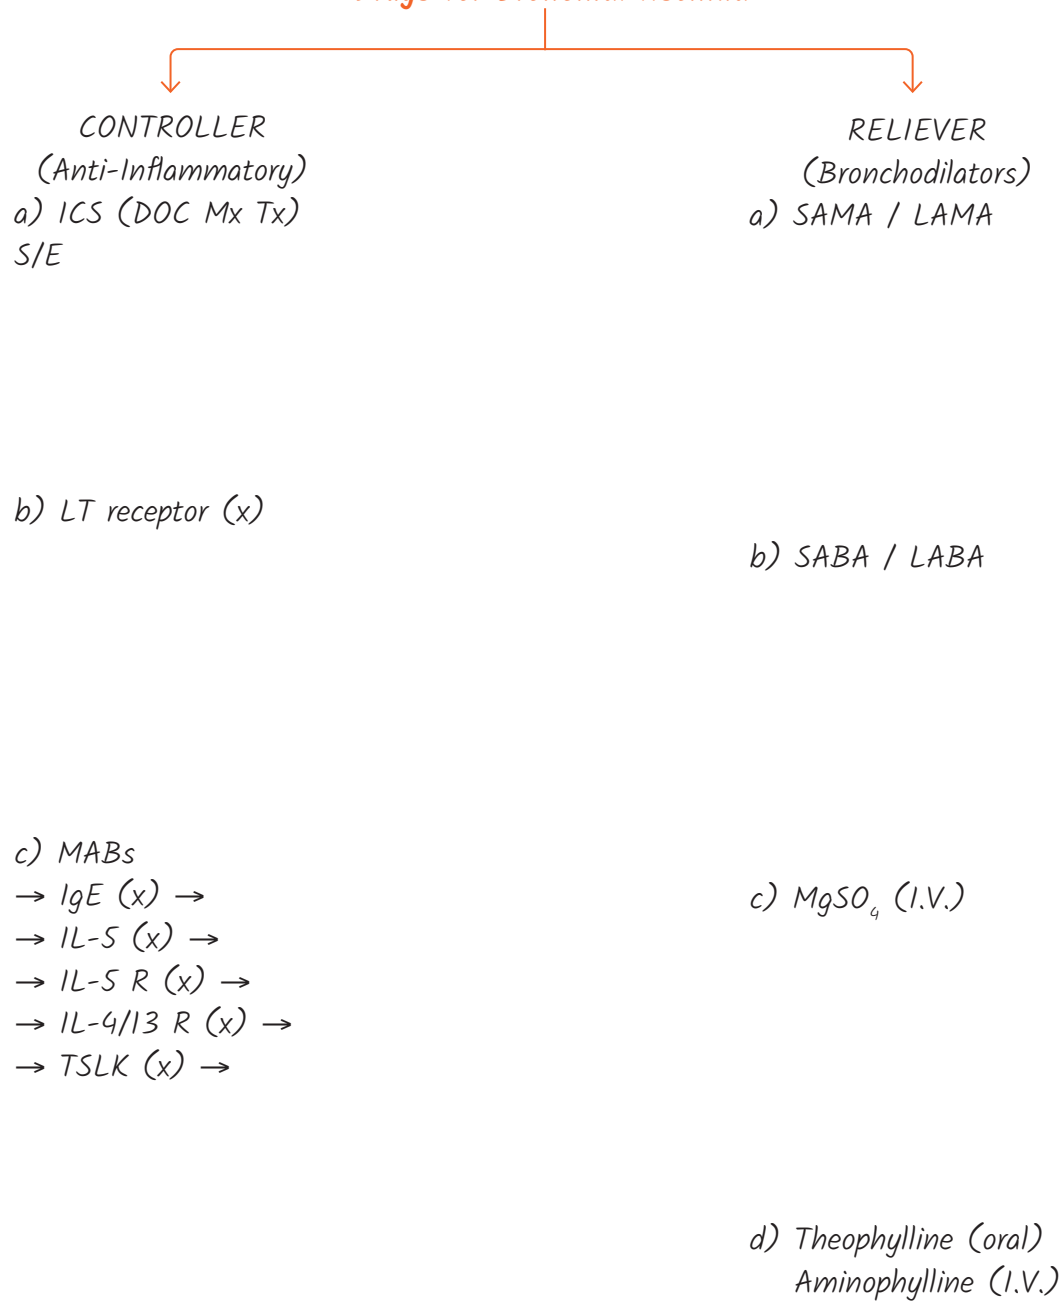 CONTROLLER
(Anti-Inflammatory)
a) ICS (DOC Mx Tx)
S/E
b) LT receptor (x)
c) MABs
→ IgE (x) →
→ IL-5 (x) →
→ IL-5 R (x) →
→ IL-4/13 R (x) →
→ TSLK (x) →
RELIEVER
(Bronchodilators)
a) SAMA / LAMA
b) SABA / LABA
c) MgSO₄ (I.V.)
d) Theophylline (oral)
Aminophylline (I.V.)